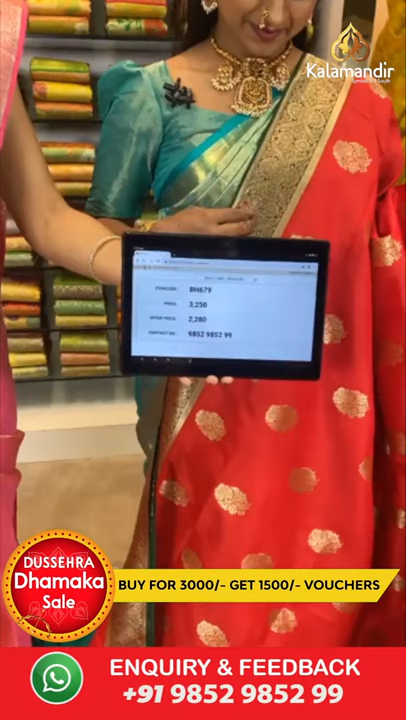 Kalamandir
ITEMCODE : BH679
PRICE : 3,250
OFFER PRICE : 2,280
CONTACT NO : 9852 9852 99
DUSSEHRA
Dhamaka
Sale
BUY FOR 3000/- GET 1500/- VOUCHERS
ENQUIRY & FEEDBACK
+91 9852 9852 99